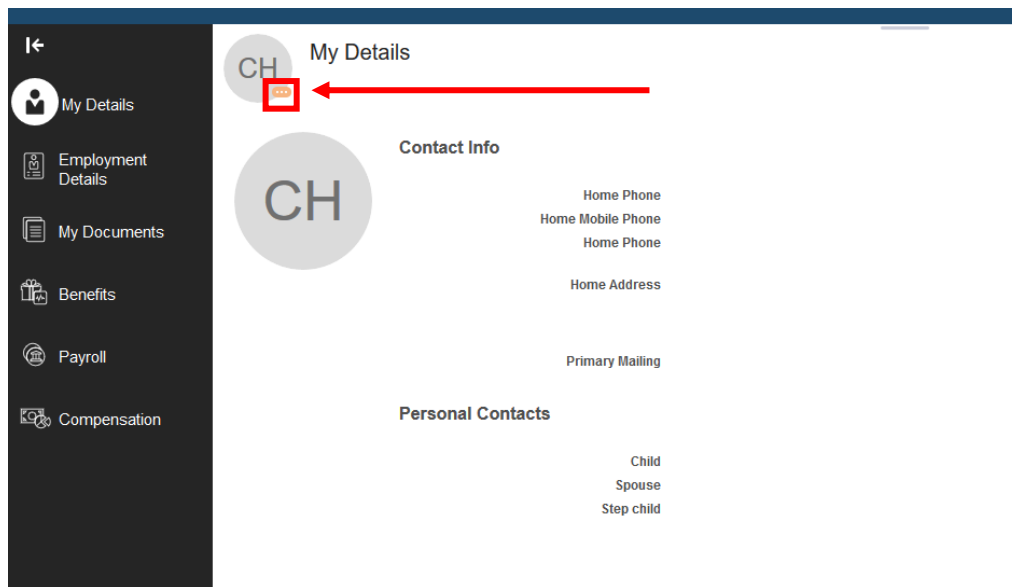 My Details
Employment
Details
My Documents
Benefits
Payroll
Compensation
CH
My Details
CH
Contact Info
Home Phone
Home Mobile Phone
Home Phone
Home Address
Primary Mailing
Personal Contacts
Child
Spouse
Step child